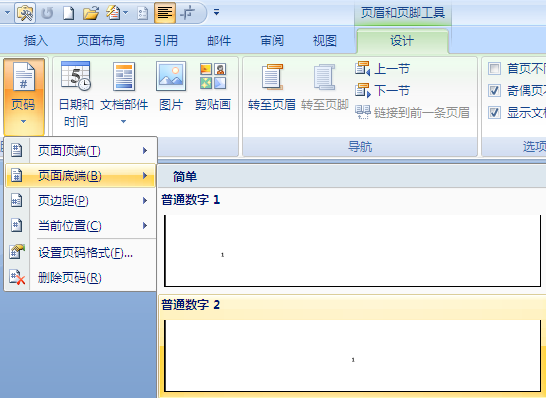 页眉和页脚工具
插入 页面布局 引用 邮件 审阅 视图 设计
页码 日期和时间 文档部件 图片 剪贴画 转至页眉 转至页脚 上一节 下一节 链接到前一条页眉
首页不
奇偶页
显示文
导航 选项
页面顶端(T)
页面底端(B)
页边距(P)
当前位置(C)
设置页码格式(F)...
删除页码(R)
简单
普通数字 1
1
普通数字 2
1